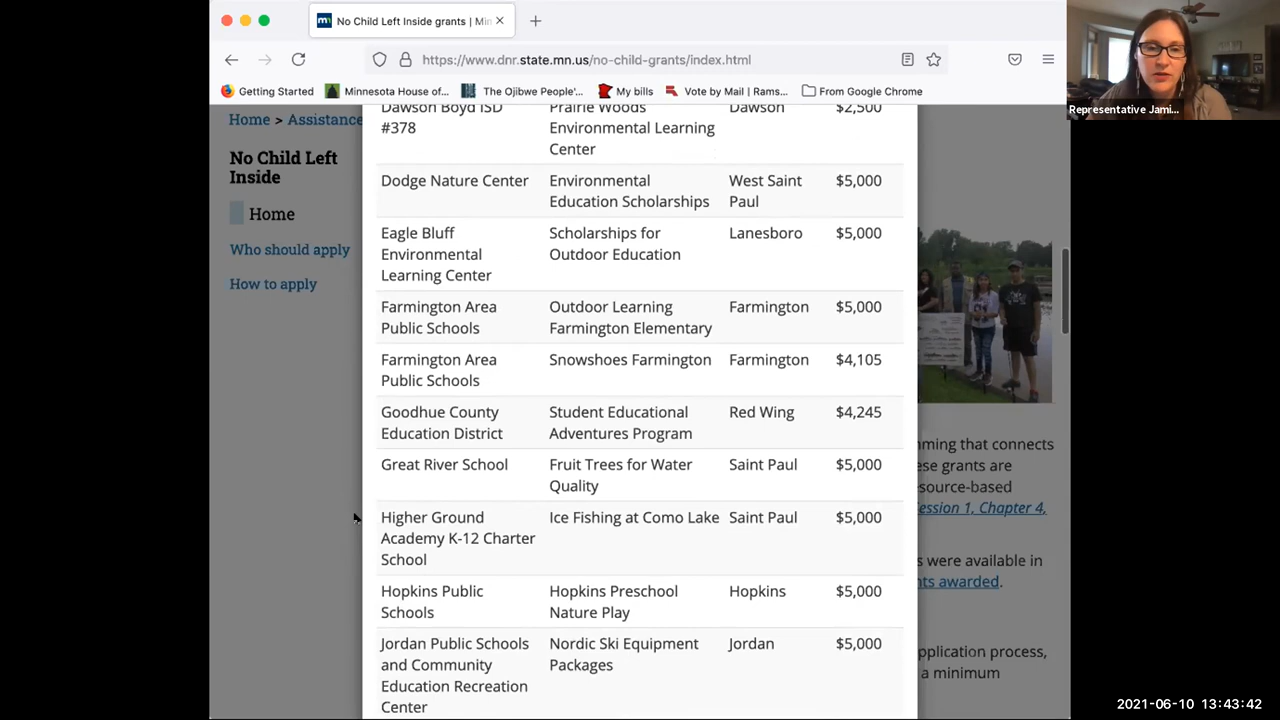 No Child Left Inside grants | Min
https://www.dnr.state.mn.us/no-child-grants/index.html
Getting Started
Minnesota House of...
The Ojibwe People'...
My bills
Vote by Mail | Rams...
From Google Chrome
Representative Jami...
Home > Assistance
No Child Left
Inside
Home
Who should apply
How to apply
Dawson Boyd ISD Prairie Woods Dawson $2,500
#378 Environmental Learning
Center
Dodge Nature Center Environmental West Saint $5,000
Education Scholarships Paul
Eagle Bluff Scholarships for Lanesboro $5,000
Environmental Outdoor Education
Learning Center
Farmington Area Outdoor Learning Farmington $5,000
Public Schools Farmington Elementary
Farmington Area Snowshoes Farmington Farmington $4,105
Public Schools
Goodhue County Student Educational Red Wing $4,245
Education District Adventures Program
Great River School Fruit Trees for Water Saint Paul $5,000
Quality
Higher Ground Ice Fishing at Como Lake Saint Paul $5,000
Academy K-12 Charter
School
Hopkins Public Hopkins Preschool Hopkins $5,000
Schools Nature Play
Jordan Public Schools Nordic Ski Equipment Jordan $5,000
and Community Packages
Education Recreation
Center
ming that connects
ese grants are
esource-based
ession 1, Chapter 4,
s were available in
nts awarded.
pplication process,
a minimum
2021-06-10 13:43:42